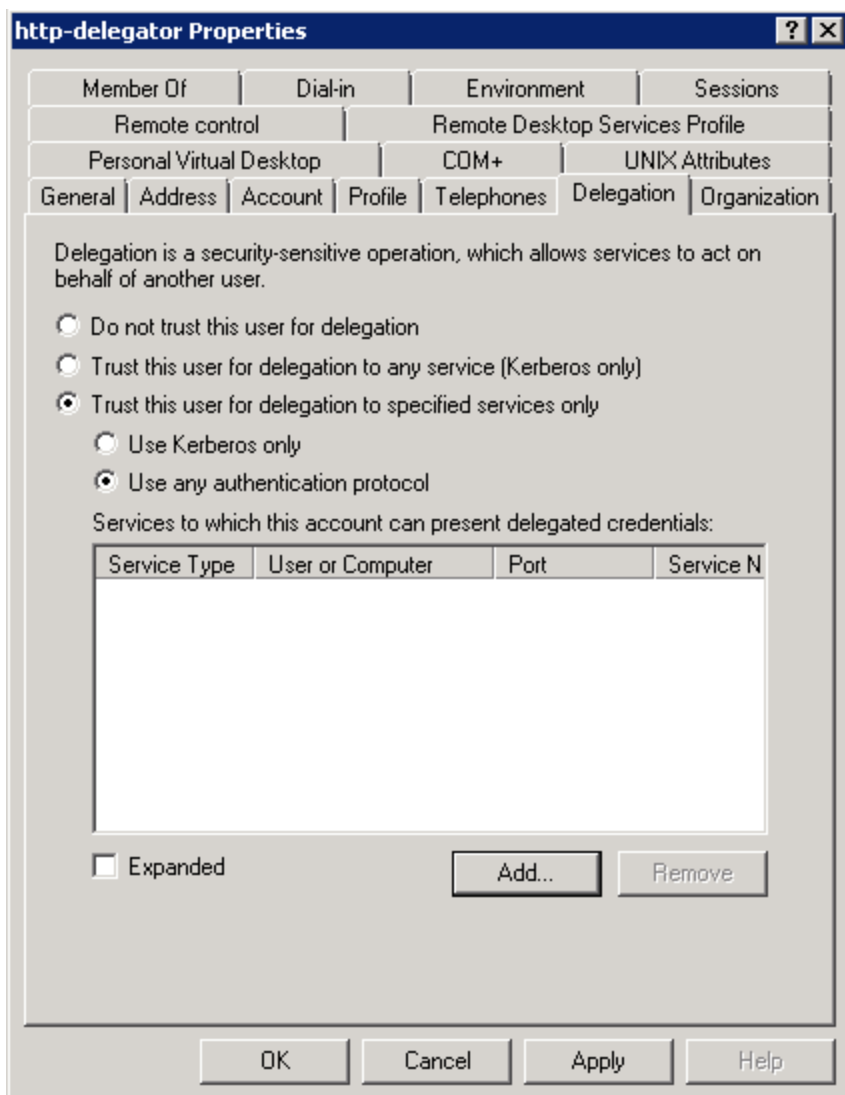 http-delegator Properties
Member Of Dial-in Environment Sessions
Remote control Remote Desktop Services Profile
Personal Virtual Desktop COM+ UNIX Attributes
General Address Account Profile Telephones Delegation Organization
Delegation is a security-sensitive operation, which allows services to act on
behalf of another user.
Do not trust this user for delegation
Trust this user for delegation to any service (Kerberos only)
Trust this user for delegation to specified services only
Use Kerberos only
Use any authentication protocol
Services to which this account can present delegated credentials:
Service Type User or Computer Port Service N
Expanded Add... Remove
OK Cancel Apply Help